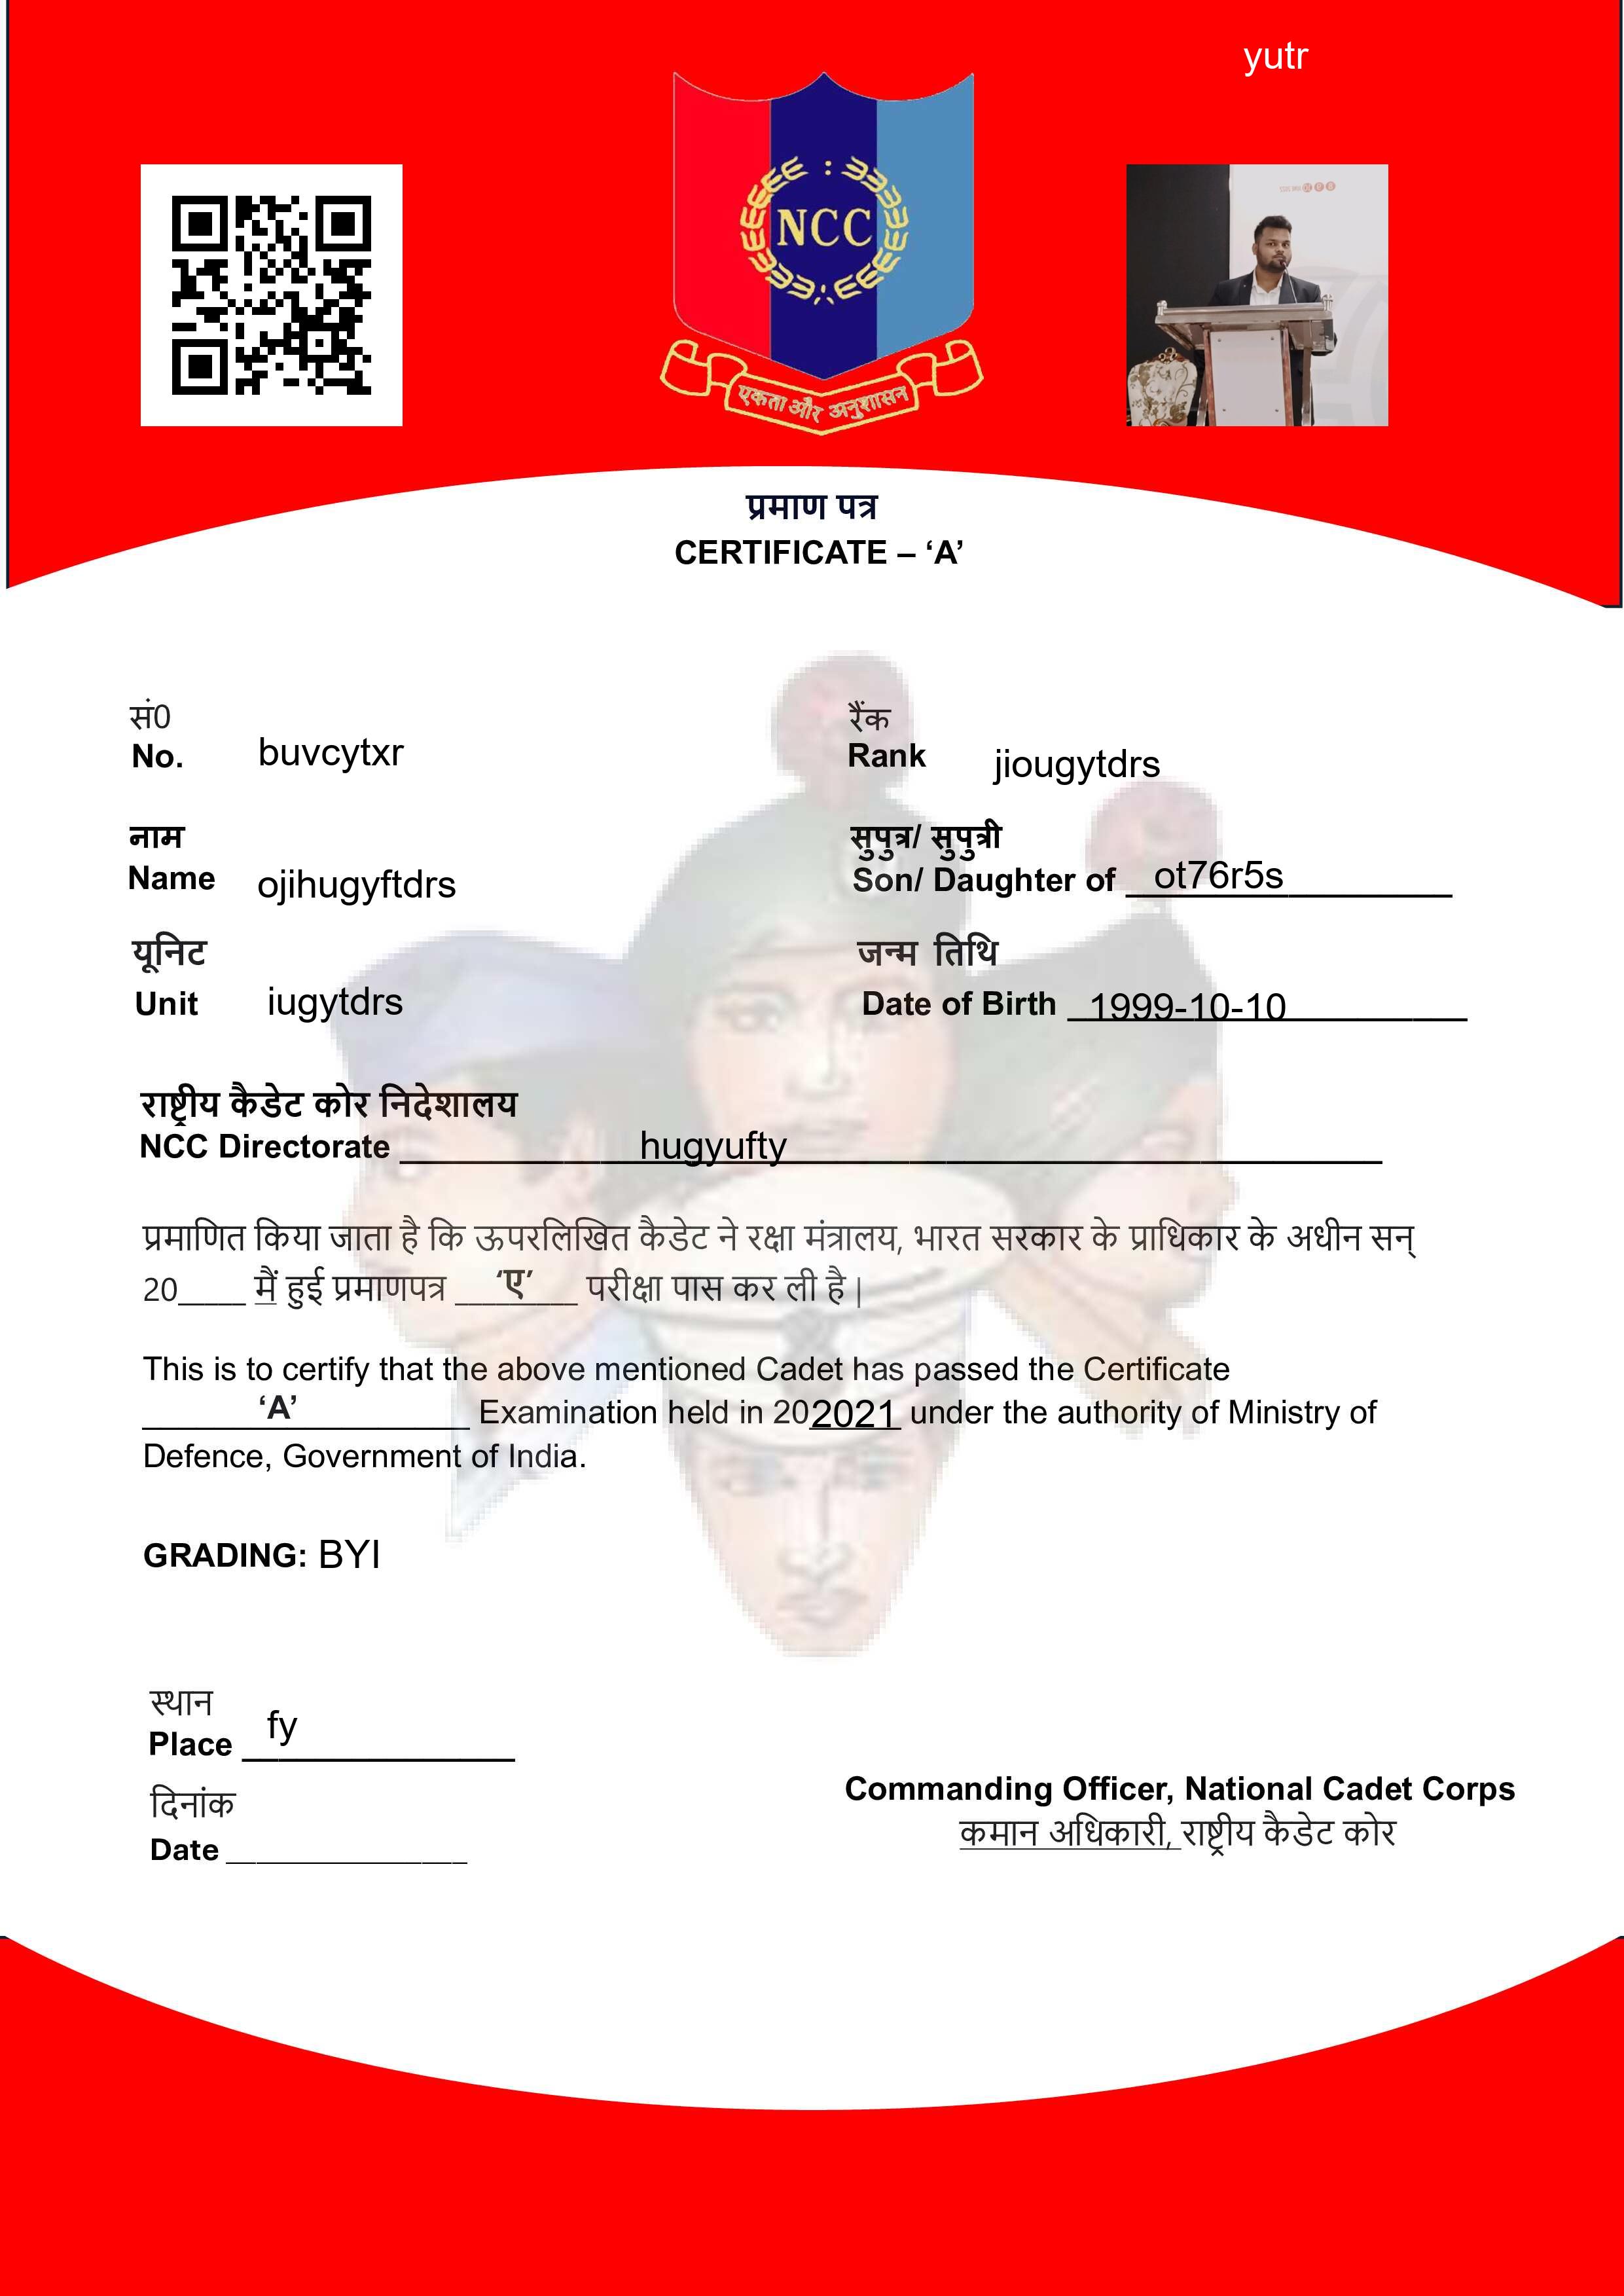 yutr
NCC
एकता और अनुशासन
प्रमाण पत्र
CERTIFICATE – ‘A’
सं0
No. buvcytxr
रैंक
Rank jiougytdrs
नाम
Name ojihugyftdrs
सुपुत्र/ सुपुत्री
Son/ Daughter of ot76r5s
यूनिट
Unit iugytdrs
जन्म तिथि
Date of Birth 1999-10-10
राष्ट्रीय कैडेट कोर निदेशालय
NCC Directorate hugyufty
प्रमाणित किया जाता है कि ऊपरलिखित कैडेट ने रक्षा मंत्रालय, भारत सरकार के प्राधिकार के अधीन सन्
20____ मैं हुई प्रमाणपत्र ‘ए’ परीक्षा पास कर ली है |
This is to certify that the above mentioned Cadet has passed the Certificate
‘A’ Examination held in 202021 under the authority of Ministry of
Defence, Government of India.
GRADING: BYI
स्थान
Place fy
दिनांक
Date ____________
Commanding Officer, National Cadet Corps
कमान अधिकारी, राष्ट्रीय कैडेट कोर